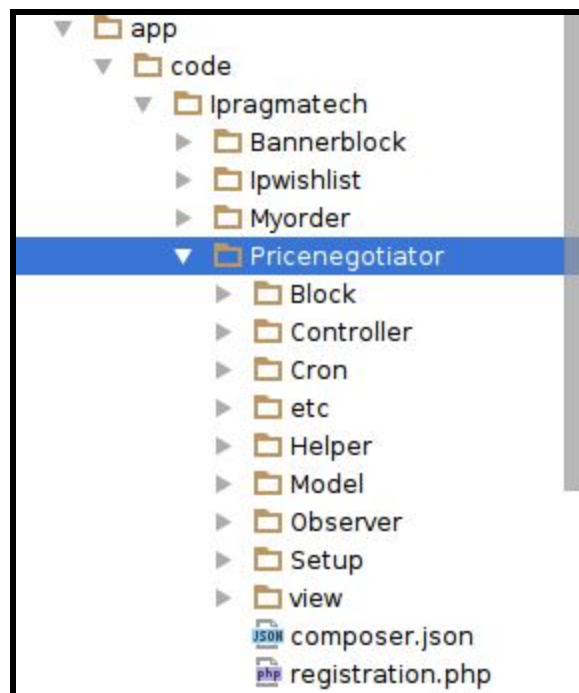 app
code
Ipragmatech
Bannerblock
Ipwishlist
Myorder
Pricenegotiator
Block
Controller
Cron
etc
Helper
Model
Observer
Setup
view
JSON composer.json
php registration.php